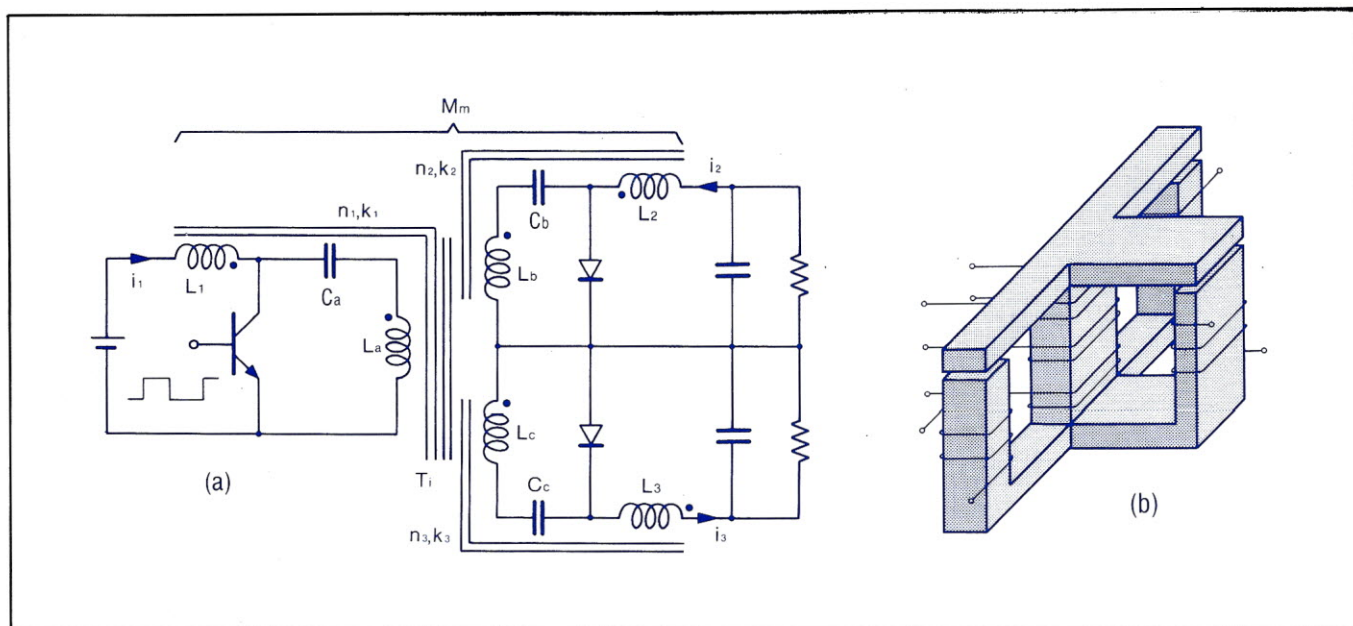 Mm
n2,k2
i2
Cb
L2
n1,k1
L1
i1
Ca
Lb
La
Lc
Cc
L3
Ti
n3,k3
i3
(a)
(b)